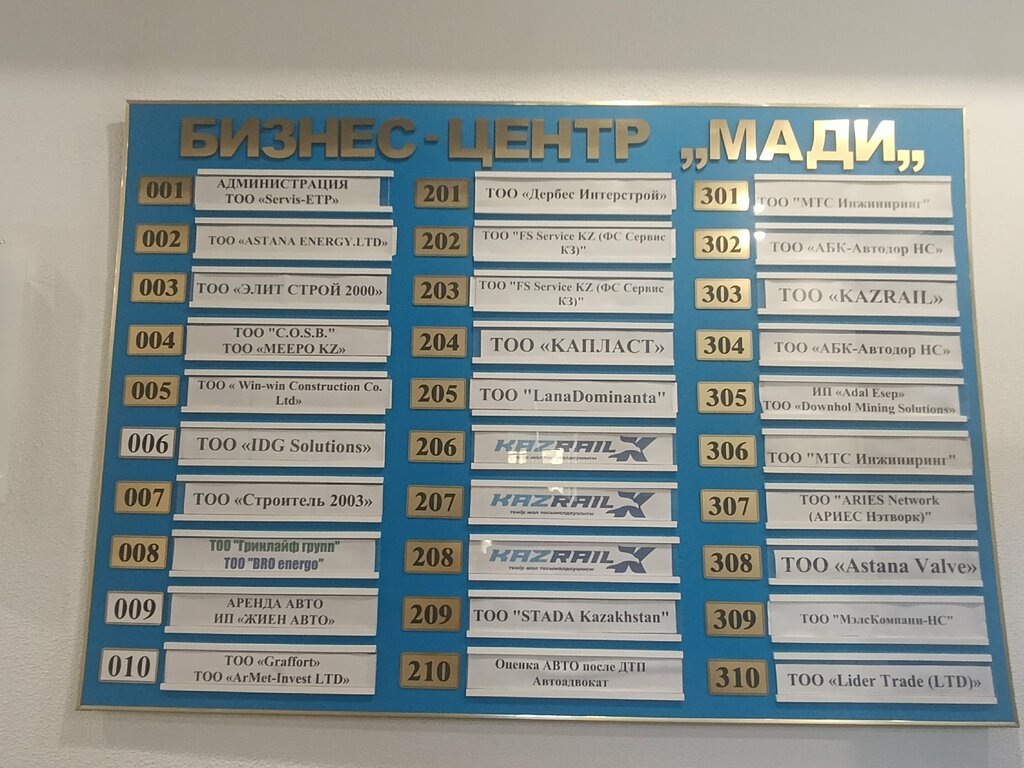 БИЗНЕС-ЦЕНТР „МАДИ„
001
АДМИНИСТРАЦИЯ
ТОО «Servis-ETP»
002
ТОО «ASTANA ENERGY.LTD»
003
ТОО «ЭЛИТ СТРОЙ 2000»
004
ТОО "C.O.S.B."
ТОО «MEEPO KZ»
005
ТОО « Win-win Construction Co.
Ltd»
006
ТОО «IDG Solutions»
007
ТОО «Строитель 2003»
008
ТОО "Гринлайф групп"
ТОО "BRO energo"
009
АРЕНДА АВТО
ИП «ЖИЕН АВТО»
010
ТОО «Graffort»
ТОО «ArMet-Invest LTD»
201
ТОО «Дербес Интерстрой»
202
ТОО "FS Service KZ (ФС Сервис
КЗ)"
203
ТОО "FS Service KZ (ФС Сервис
КЗ)"
204
ТОО «КАПЛАСТ»
205
ТОО "LanaDominanta"
206
KAZRAIL
темір жол тасымалдаушысы
207
KAZRAIL
темір жол тасымалдаушысы
208
KAZRAIL
темір жол тасымалдаушысы
209
ТОО "STADA Kazakhstan"
210
Оценка АВТО после ДТП
Автоадвокат
301
ТОО "МТС Инжиниринг"
302
ТОО «АБК-Автодор НС»
303
ТОО «KAZRAIL»
304
ТОО «АБК-Автодор НС»
305
ИП «Adal Esep»
ТОО «Downhol Mining Solutions»
306
ТОО "МТС Инжиниринг"
307
ТОО "ARIES Network
(АРИЕС Нэтворк)"
308
ТОО «Astana Valve»
309
ТОО "МэлсКомпани-НС"
310
ТОО «Lider Trade (LTD)»